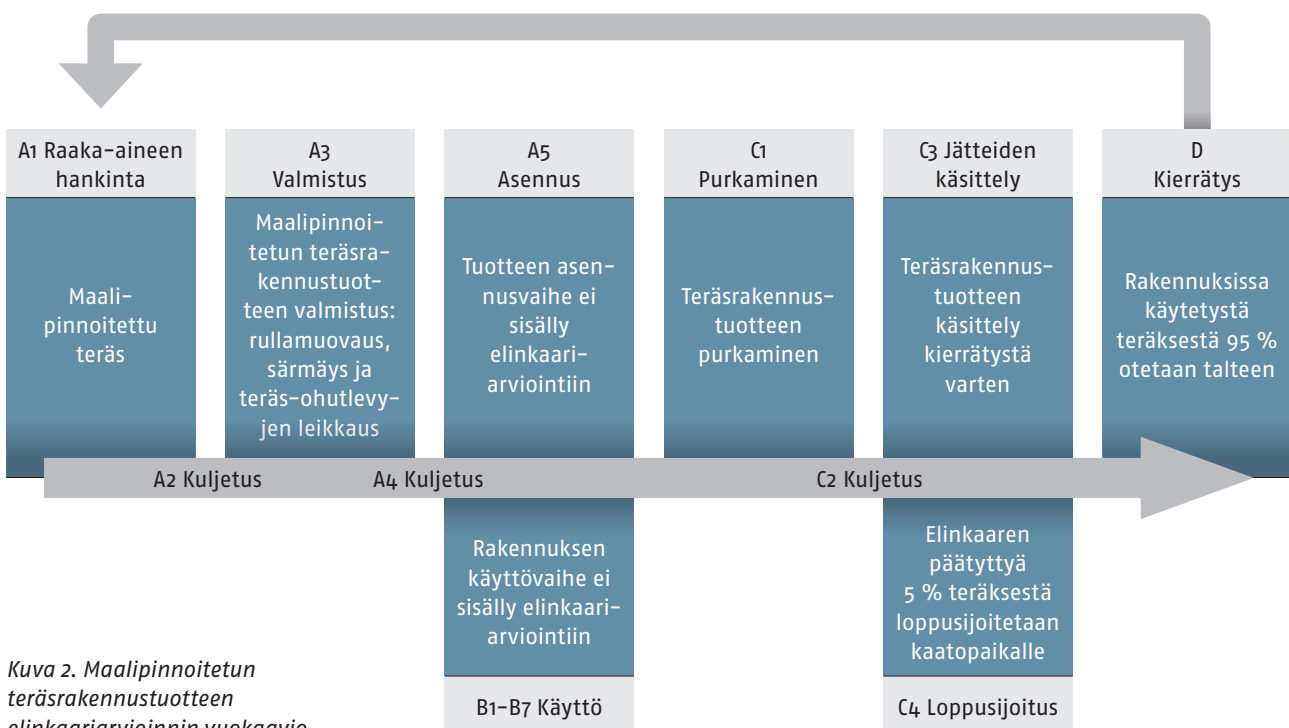 A1 Raaka-aineen
hankinta
Maali-
pinnoitettu
teräs
A3
Valmistus
Maalipinnoi-
tetun teräsra-
kennustuot-
teen valmistus:
rullamuovaus,
särmäys ja
teräs-ohutlevy-
jen leikkaus
A5
Asennus
Tuotteen asen-
nusvaihe ei
sisälly
elinkaari-
arviointiin
C1
Purkaminen
Teräsrakennus-
tuotteen
purkaminen
C3 Jätteiden
käsittely
Teräsrakennus-
tuotteen
käsittely
kierrätystä
varten
D
Kierrätys
Rakennuksissa
käytetystä
teräksestä 95 %
otetaan talteen
A2 Kuljetus
A4 Kuljetus
C2 Kuljetus
Rakennuksen
käyttövaihe ei
sisälly elinkaari-
arviointiin
B1–B7 Käyttö
Elinkaaren
päätyttyä
5 % teräksestä
loppusijoitetaan
kaatopaikalle
C4 Loppusijoitus
Kuva 2. Maalipinnoitetun
teräsrakennustuotteen
elinkaariarvioinnin vuokaavio